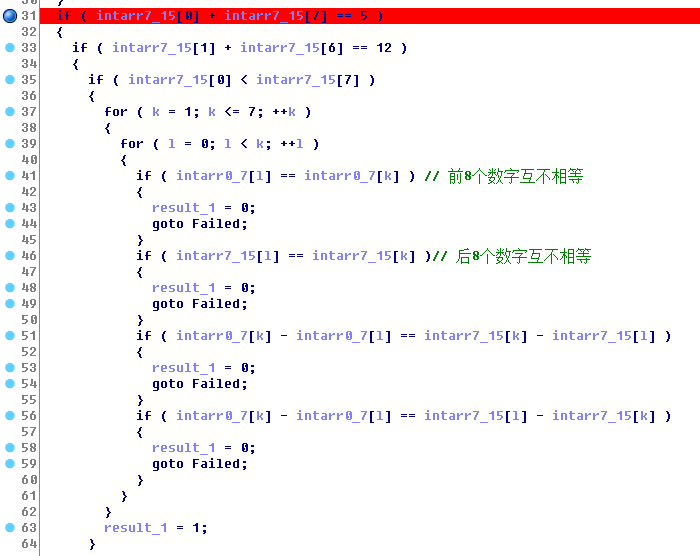 31 if ( intarr7_15[0] + intarr7_15[7] == 5 )
32 {
33 if ( intarr7_15[1] + intarr7_15[6] == 12 )
34 {
35 if ( intarr7_15[0] < intarr7_15[7] )
36 {
37 for ( k = 1; k <= 7; ++k )
38 {
39 for ( l = 0; l < k; ++l )
40 {
41 if ( intarr0_7[l] == intarr0_7[k] ) // 前8个数字互不相等
42 {
43 result_1 = 0;
44 goto Failed;
45 }
46 if ( intarr7_15[l] == intarr7_15[k] )// 后8个数字互不相等
47 {
48 result_1 = 0;
49 goto Failed;
50 }
51 if ( intarr0_7[k] - intarr0_7[l] == intarr7_15[k] - intarr7_15[l] )
52 {
53 result_1 = 0;
54 goto Failed;
55 }
56 if ( intarr0_7[k] - intarr0_7[l] == intarr7_15[l] - intarr7_15[k] )
57 {
58 result_1 = 0;
59 goto Failed;
60 }
61 }
62 }
63 result_1 = 1;
64 }